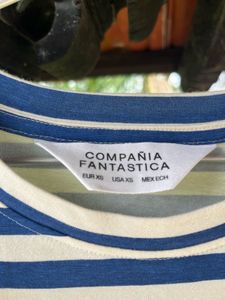 COMPAÑIA
FANTASTICA
EUR XS USA XS MEX ECH